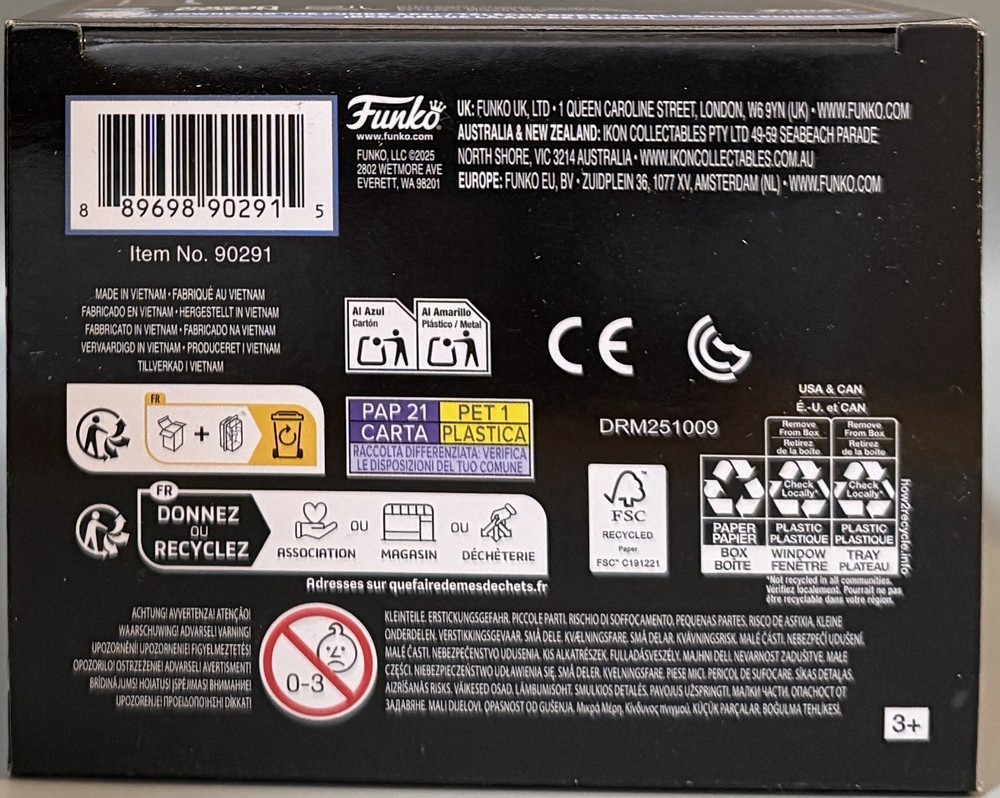 Funko
www.funko.com
FUNKO, LLC ©2025
2802 WETMORE AVE
EVERETT, WA 98201
UK: FUNKO UK, LTD • 1 QUEEN CAROLINE STREET, LONDON, W6 9YN (UK) • WWW.FUNKO.COM
AUSTRALIA & NEW ZEALAND: IKON COLLECTABLES PTY LTD 49-59 SEABEACH PARADE
NORTH SHORE, VIC 3214 AUSTRALIA • WWW.IKONCOLLECTABLES.COM.AU
EUROPE: FUNKO EU, BV • ZUIDPLEIN 36, 1077 XV, AMSTERDAM (NL) • WWW.FUNKO.COM
8 89698 90291 5
Item No. 90291
MADE IN VIETNAM • FABRIQUÉ AU VIETNAM
FABRICADO EN VIETNAM • HERGESTELLT IN VIETNAM
FABBRICATO IN VIETNAM • FABRICADO NA VIETNAM
VERVAARDIGD IN VIETNAM • PRODUCERET I VIETNAM
TILLVERKAD I VIETNAM
Al Azul
Cartón
Al Amarillo
Plástico / Metal
CE
FR
PAP 21
PET 1
CARTA
PLASTICA
RACCOLTA DIFFERENZIATA: VERIFICA
LE DISPOSIZIONI DEL TUO COMUNE
DRM251009
FSC™
RECYCLED
Paper
FSC™ C191221
USA & CAN
É.-U. et CAN
Remove
From Box
Retirez
de la boîte
Remove
From Box
Retirez
de la boîte
Check
Locally*
Check
Locally*
PAPER
PAPIER
PLASTIC
PLASTIQUE
PLASTIC
PLASTIQUE
BOX
BOÎTE
WINDOW
FENÊTRE
TRAY
PLATEAU
how2recycle.info
*Not recycled in all communities.
Vérifiez localement. Pourrait ne pas
être recyclable dans votre région.
FR
DONNEZ
OU
RECYCLEZ
ASSOCIATION
OU
MAGASIN
OU
DÉCHÈTERIE
Adresses sur quefairedemesdechets.fr
ACHTUNG! AVVERTENZA! ATENÇÃO!
WAARSCHUWING! ADVARSEL! VARNING!
UPOZORNĚNÍ! UPOZORNENIE! FIGYELMEZTETÉS!
OPOZORILO! OSTRZEŻENIE! ADVARSEL! AVERTISMENT!
BRĪDINĀJUMS! HOIATUS! ĮSPĖJIMAS! ВНИМАНИЕ!
UPOZORENJE! ΠΡΟΕΙΔΟΠΟΙΗΣΗ! DİKKAT!
0-3
KLEINTEILE. ERSTICKUNGSGEFAHR. PICCOLE PARTI. RISCHIO DI SOFFOCAMENTO. PEQUENAS PARTES. RISCO DE ASFIXIA. KLEINE
ONDERDELEN. VERSTIKKINGSGEVAAR. SMÅ DELE. KVÆLNINGSFARE. SMÅ DELAR. KVÄVNINGSRISK. MALÉ ČÁSTI. NEBEZPEČÍ UDUŠENÍ.
MALÉ ČASTI. NEBEZPEČENSTVO UDUSENIA. KIS ALKATRÉSZEK. FULLADÁSVESZÉLY. MAJHNI DELI. NEVARNOST ZADUŠITVE. MAŁE
CZĘŚCI. NIEBEZPIECZEŃSTWO UDŁAWIENIA SIĘ. SMÅ DELER. KVELNINGSFARE. PIESE MICI. PERICOL DE SUFOCARE. SĪKAS DETAĻAS.
AIZRĪŠANĀS RISKS. VÄIKESED OSAD. LÄMBUMISOHT. SMULKIOS DETALĖS. PAVOJUS UŽSPRINGTI. МАЛКИ ЧАСТИ. ОПАСНОСТ ОТ
ЗАДАВЯНЕ. MALI DIJELOVI. OPASNOST OD GUŠENJA. Μικρά Μέρη. Κίνδυνος πνιγμού. KÜÇÜK PARÇALAR. BOĞULMA TEHLİKESİ.
3+